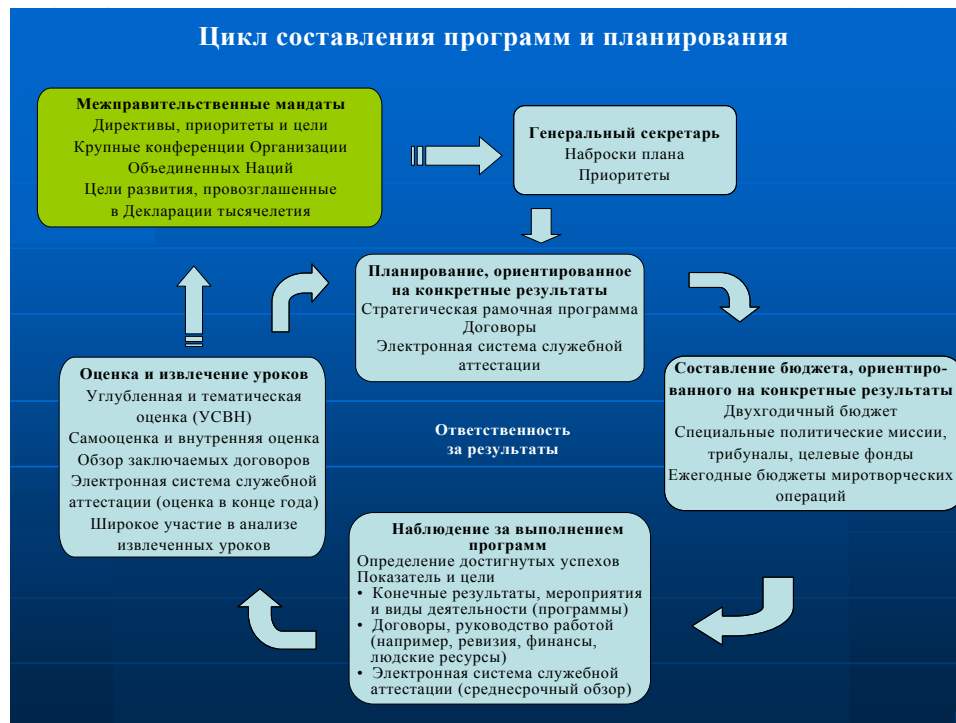 Цикл составления программ и планирования
Межправительственные мандаты
Директивы, приоритеты и цели
Крупные конференции Организации
Объединенных Наций
Цели развития, провозглашенные
в Декларации тысячелетия
Генеральный секретарь
Наброски плана
Приоритеты
Планирование, ориентированное
на конкретные результаты
Стратегическая рамочная программа
Договоры
Электронная система служебной
аттестации
Составление бюджета, ориентиро-
ванного на конкретные результаты
Двухгодичный бюджет
Специальные политические миссии,
трибуналы, целевые фонды
Ежегодные бюджеты миротворческих
операций
Оценка и извлечение уроков
Углубленная и тематическая
оценка (УСВН)
Самооценка и внутренняя оценка
Обзор заключаемых договоров
Электронная система служебной
аттестации (оценка в конце года)
Широкое участие в анализе
извлеченных уроков
Ответственность
за результаты
Наблюдение за выполнением
программ
Определение достигнутых успехов
Показатель и цели
• Конечные результаты, мероприятия
и виды деятельности (программы)
• Договоры, руководство работой
(например, ревизия, финансы,
людские ресурсы)
• Электронная система служебной
аттестации (среднесрочный обзор)